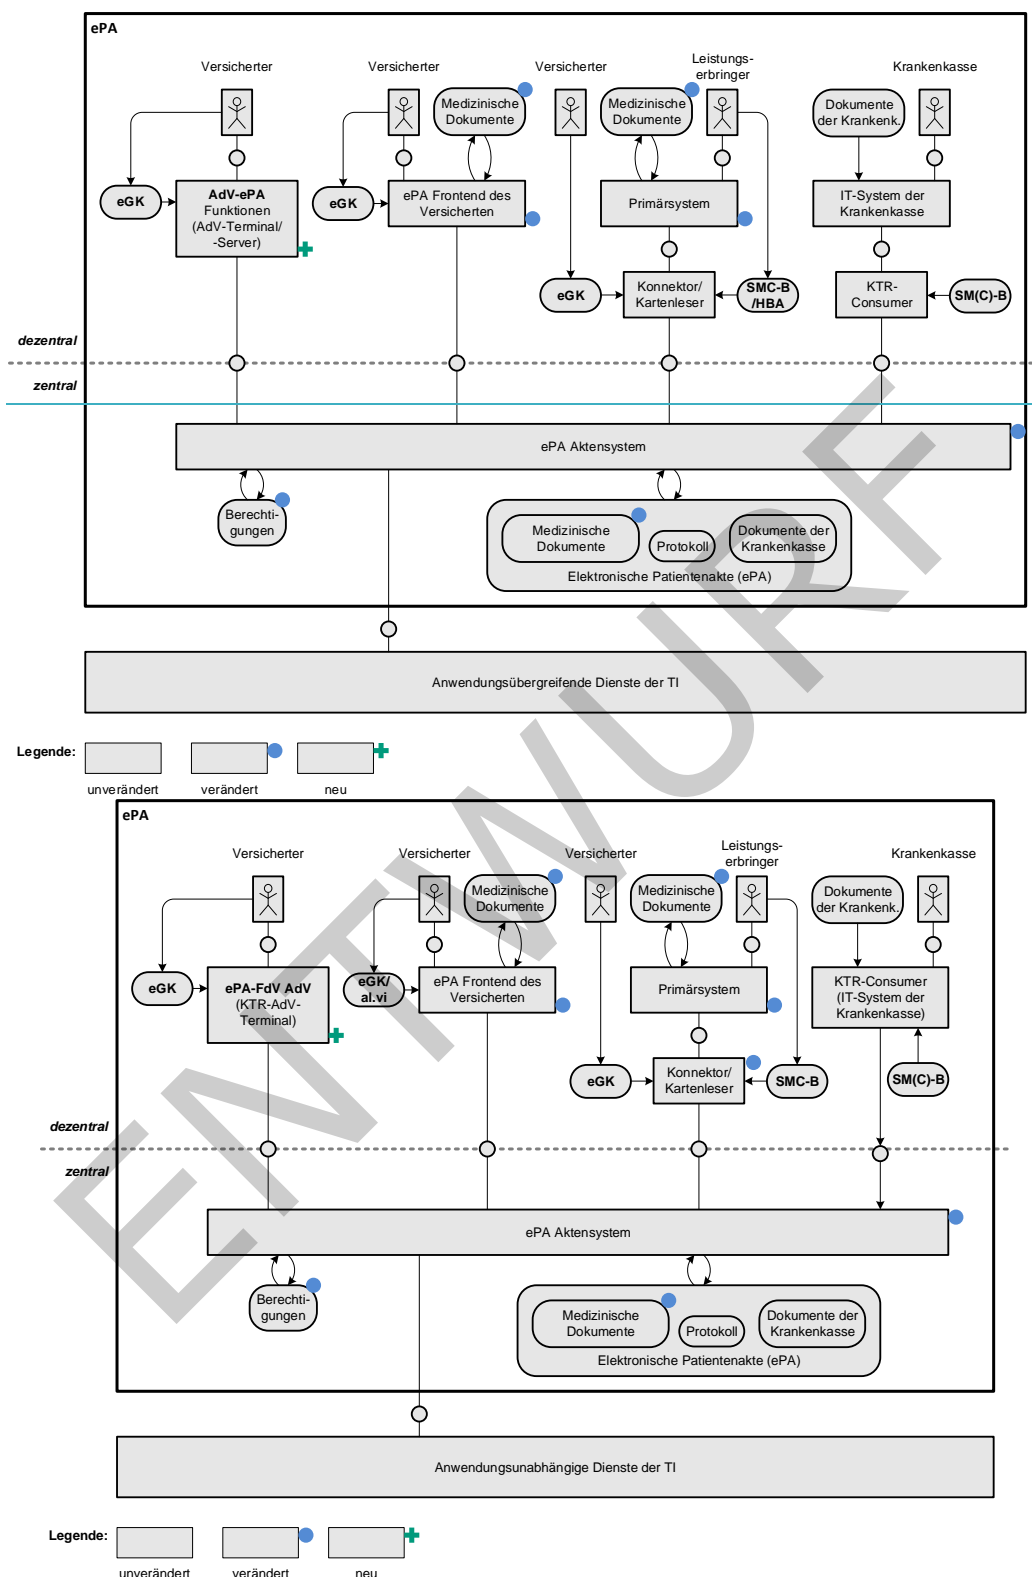 ePA
Versicherter
Versicherter
Versicherter
Leistungs-
erbringer
Krankenkasse
Medizinische
Dokumente
Medizinische
Dokumente
Dokumente
der Krankenk.
eGK
AdV-ePA
Funktionen
(AdV-Terminal/
-Server)
eGK
ePA Frontend des
Versicherten
Primärsystem
IT-System der
Krankenkasse
eGK
Konnektor/
Kartenleser
SMC-B
/HBA
KTR-
Consumer
SM(C)-B
dezentral
zentral
ePA Aktensystem
Berechti-
gungen
Medizinische
Dokumente
Protokoll
Dokumente der
Krankenkasse
Elektronische Patientenakte (ePA)
Anwendungsübergreifende Dienste der TI
Legende:
unverändert
verändert
neu
ePA
Versicherter
Versicherter
Versicherter
Leistungs-
erbringer
Krankenkasse
Medizinische
Dokumente
Medizinische
Dokumente
Dokumente
der Krankenk.
eGK
ePA-FdV AdV
(KTR-AdV-
Terminal)
eGK/
al.vi
ePA Frontend des
Versicherten
Primärsystem
KTR-Consumer
(IT-System der
Krankenkasse)
eGK
Konnektor/
Kartenleser
SMC-B
SM(C)-B
dezentral
zentral
ePA Aktensystem
Berechti-
gungen
Medizinische
Dokumente
Protokoll
Dokumente der
Krankenkasse
Elektronische Patientenakte (ePA)
Anwendungsunabhängige Dienste der TI
Legende:
unverändert
verändert
neu
ENTWURF